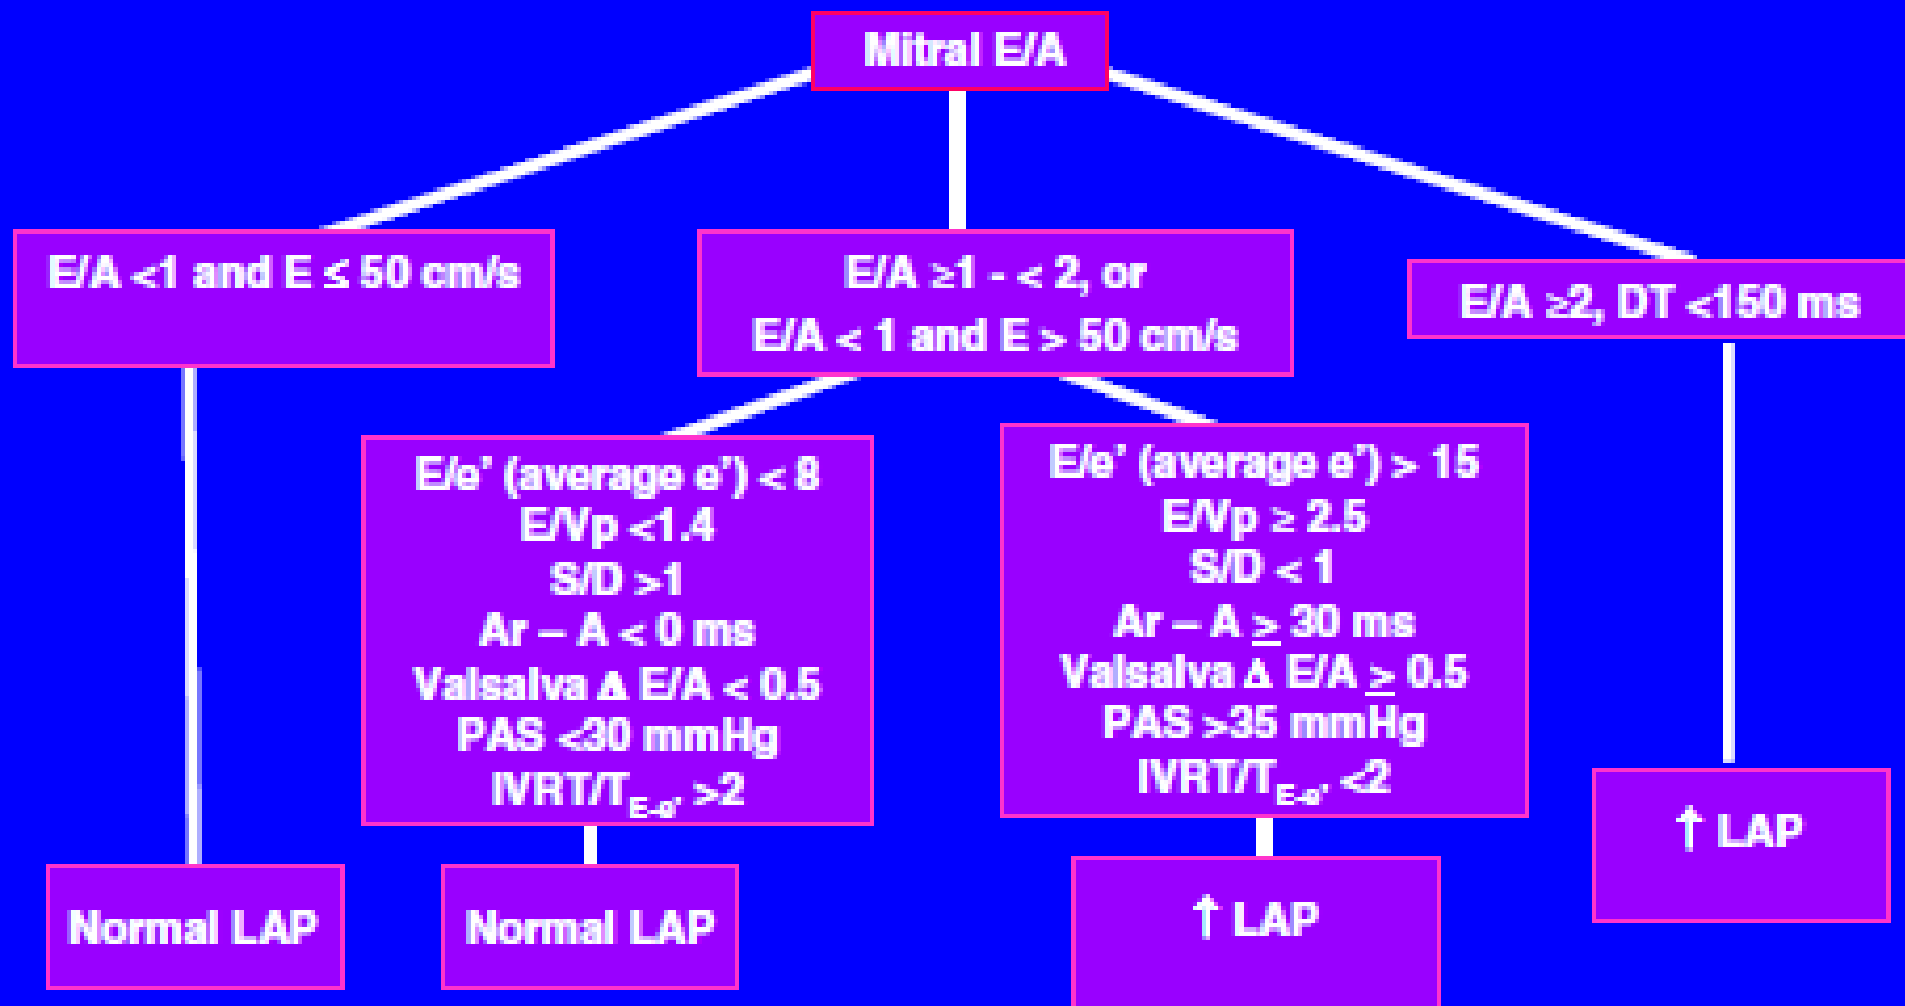 Mitral E/A
E/A <1 and E ≤ 50 cm/s
E/A ≥1 - < 2, or
E/A < 1 and E > 50 cm/s
E/A ≥2, DT <150 ms
E/e’ (average e’) < 8
E/Vp <1.4
S/D >1
Ar – A < 0 ms
Valsalva Δ E/A < 0.5
PAS <30 mmHg
IVRT/T_E-e’ >2
E/e’ (average e’) > 15
E/Vp ≥ 2.5
S/D < 1
Ar – A ≥ 30 ms
Valsalva Δ E/A ≥ 0.5
PAS >35 mmHg
IVRT/T_E-e’ <2
Normal LAP
Normal LAP
↑ LAP
↑ LAP